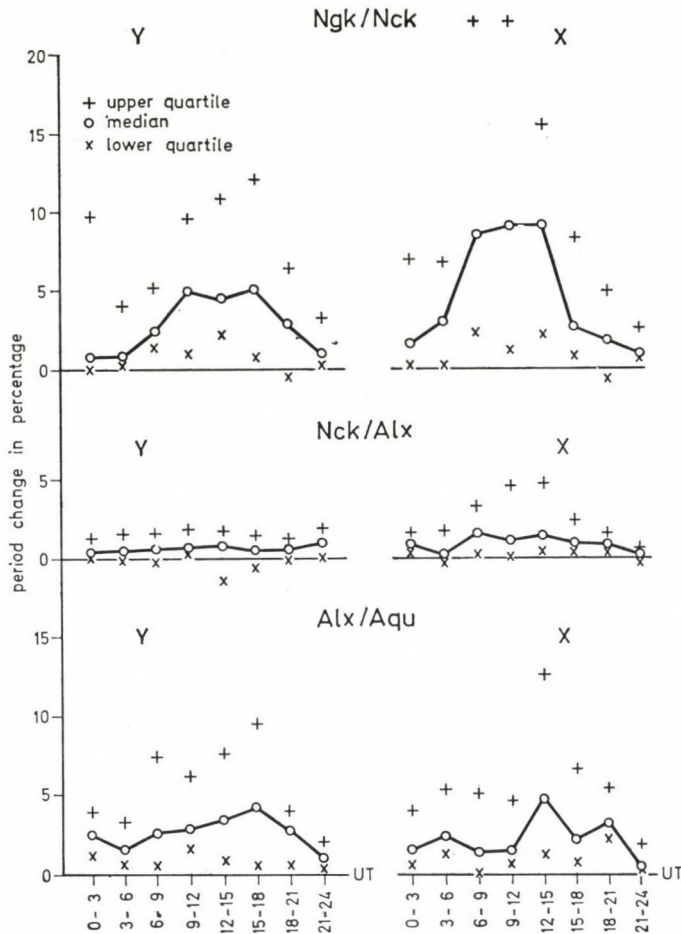 Ngk/Nck + +
Y X
20
+ upper quartile
o median
x lower quartile
15
10
5
0
period change in percentage
Nck/Alx
Y X
5
0
Alx/Aqu
Y X
15
10
5
0
UT UT
0-3 3-6 6-9 9-12 12-15 15-18 18-21 21-24
0-3 3-6 6-9 9-12 12-15 15-18 18-21 21-24